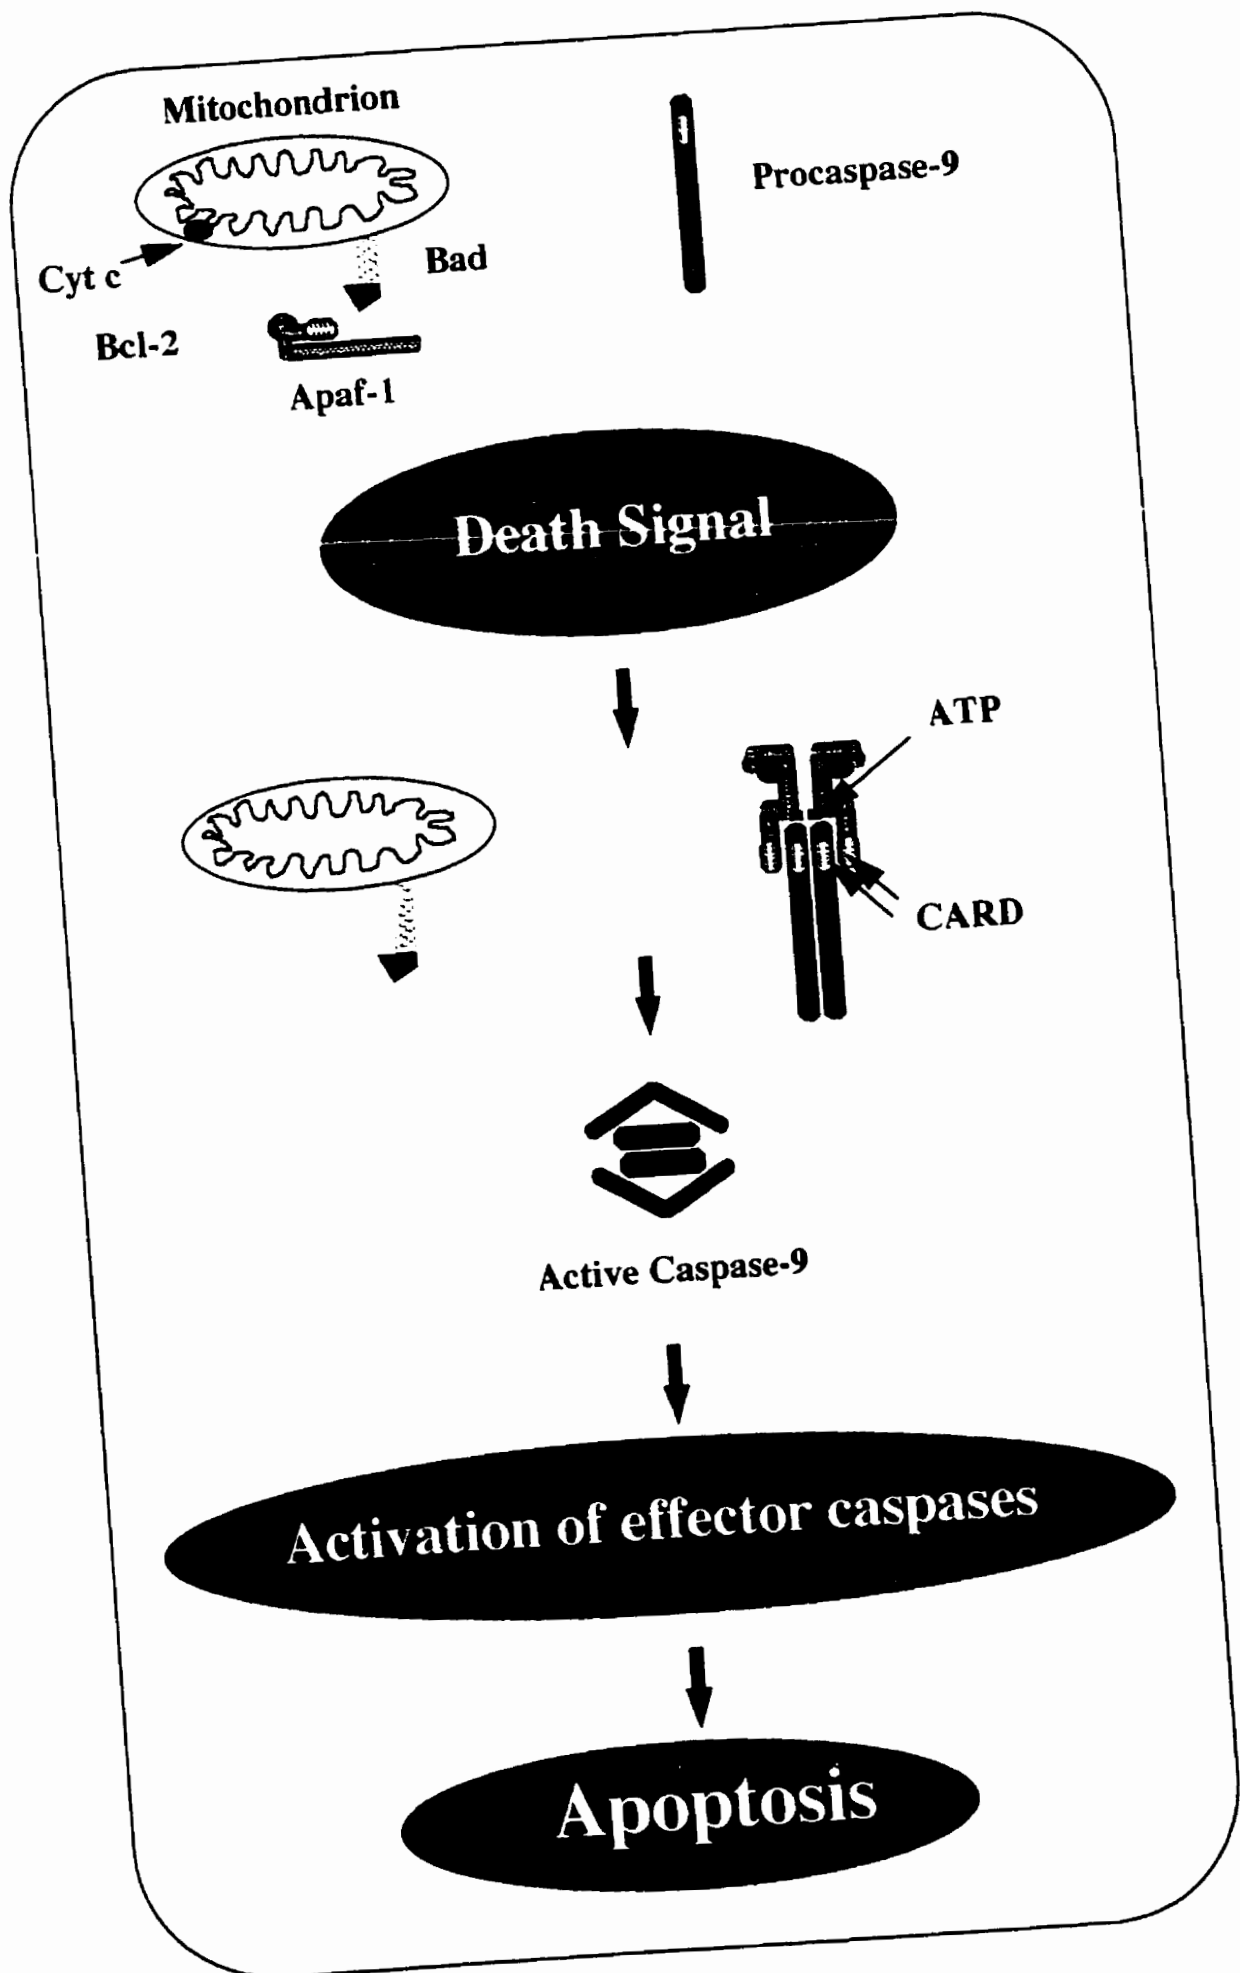 Mitochondrion
Procaspase-9
Cyt c
Bad
Bcl-2
Apaf-1
Death Signal
ATP
CARD
Active Caspase-9
Activation of effector caspases
Apoptosis